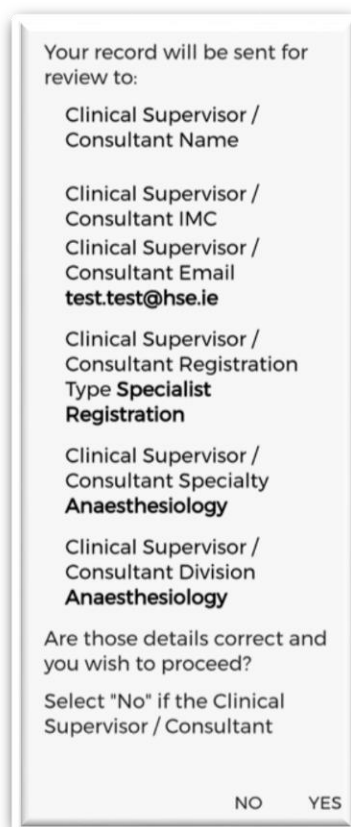 Your record will be sent for
review to:
Clinical Supervisor /
Consultant Name
Clinical Supervisor /
Consultant IMC
Clinical Supervisor /
Consultant Email
test.test@hse.ie
Clinical Supervisor /
Consultant Registration
Type Specialist
Registration
Clinical Supervisor /
Consultant Specialty
Anaesthesiology
Clinical Supervisor /
Consultant Division
Anaesthesiology
Are those details correct and
you wish to proceed?
Select "No" if the Clinical
Supervisor / Consultant
NO YES